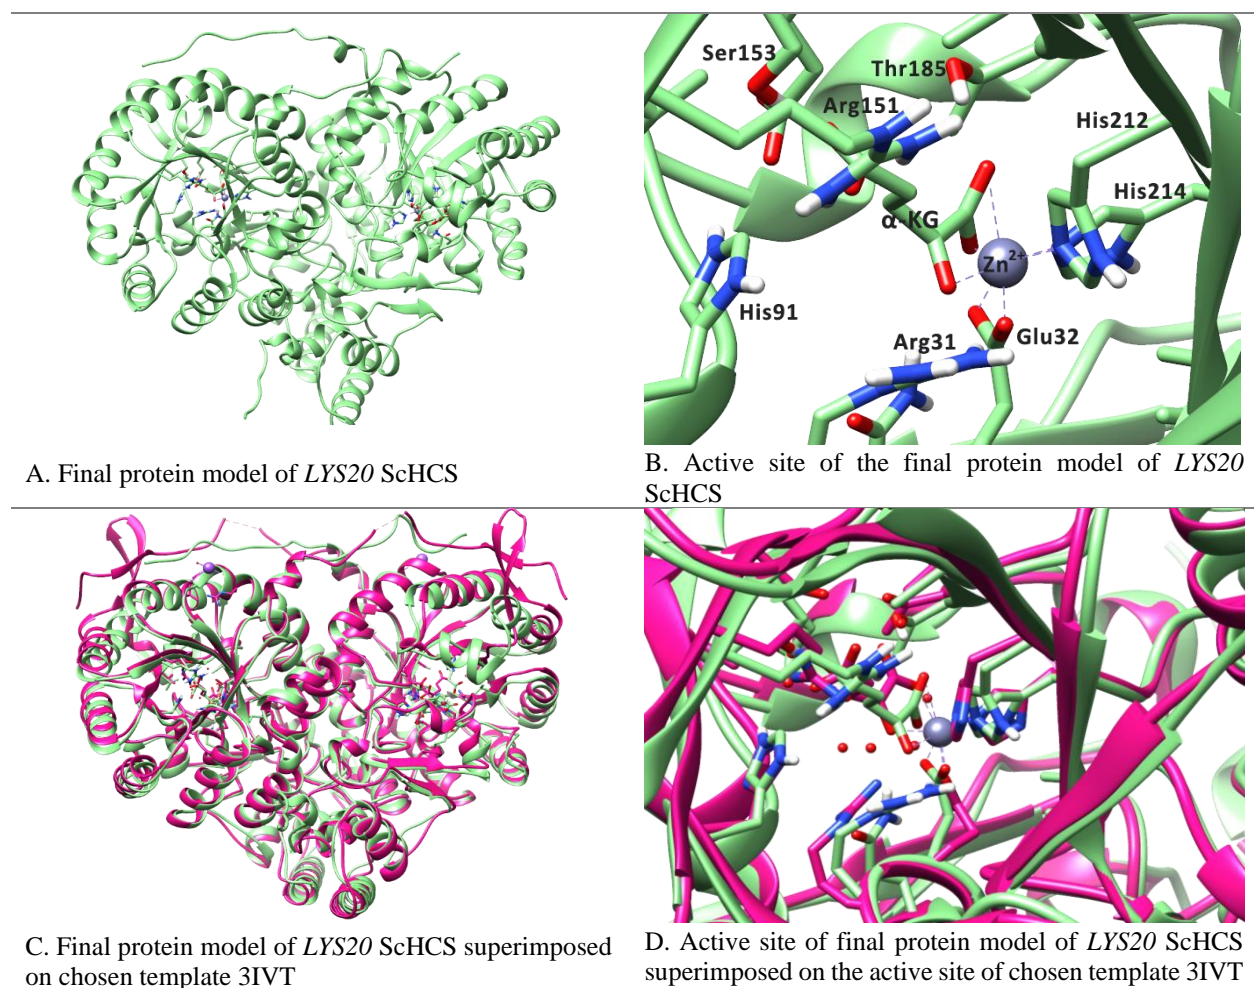 Ser153
Thr185
Arg151
His212
His214
α-KG
Zn²⁺
His91
Arg31
Glu32
A. Final protein model of LYS20 ScHCS
B. Active site of the final protein model of LYS20
ScHCS
C. Final protein model of LYS20 ScHCS superimposed
on chosen template 3IVT
D. Active site of final protein model of LYS20 ScHCS
superimposed on the active site of chosen template 3IVT